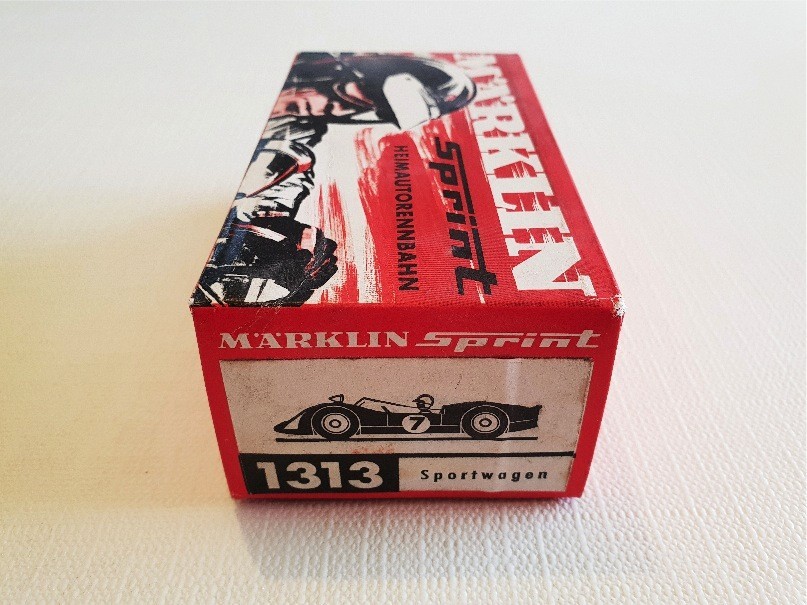 MÄRKLIN
Sprint
HEIMAUTORENNBAHN
MÄRKLIN Sprint
7
1313 Sportwagen